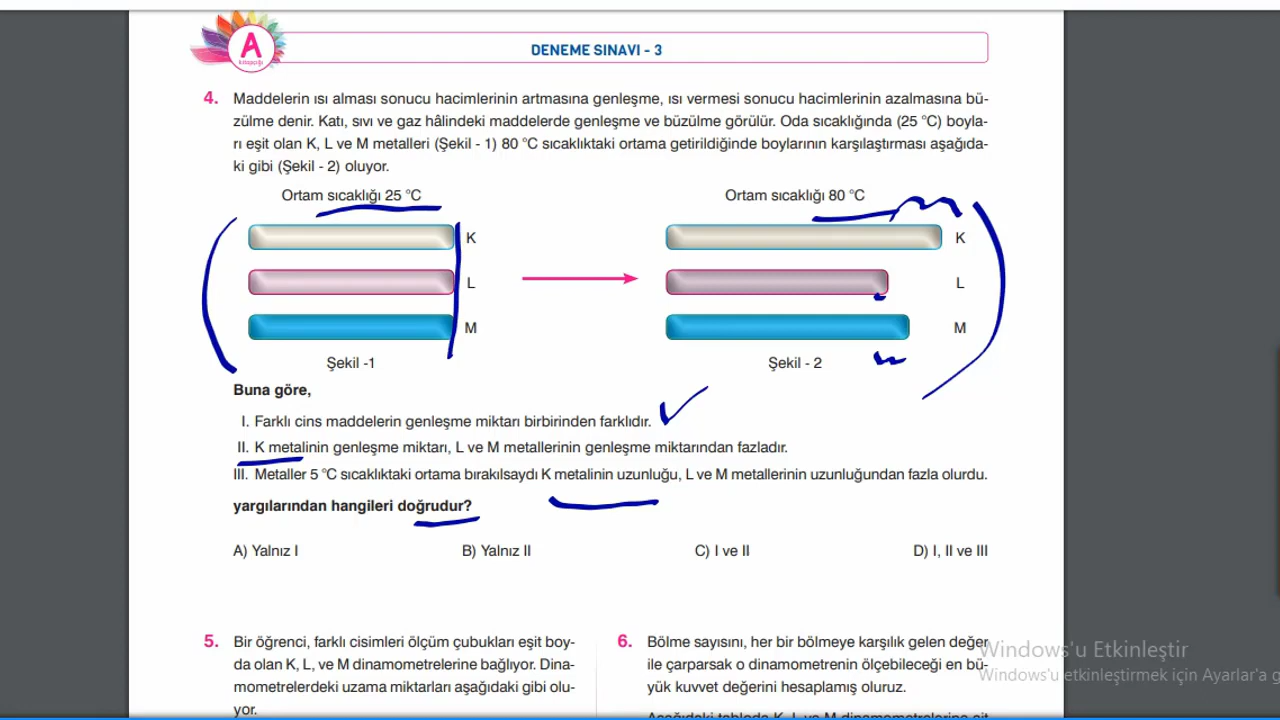 A
kitapçığı
DENEME SINAVI - 3
4. Maddelerin ısı alması sonucu hacimlerinin artmasına genleşme, ısı vermesi sonucu hacimlerinin azalmasına bü-
zülme denir. Katı, sıvı ve gaz hâlindeki maddelerde genleşme ve büzülme görülür. Oda sıcaklığında (25 °C) boyla-
rı eşit olan K, L ve M metalleri (Şekil - 1) 80 °C sıcaklıktaki ortama getirildiğinde boylarının karşılaştırması aşağıda-
ki gibi (Şekil - 2) oluyor.
Ortam sıcaklığı 25 °C
K
L
M
Şekil -1
Ortam sıcaklığı 80 °C
K
L
M
Şekil - 2
Buna göre,
I. Farklı cins maddelerin genleşme miktarı birbirinden farklıdır.
II. K metalinin genleşme miktarı, L ve M metallerinin genleşme miktarından fazladır.
III. Metaller 5 °C sıcaklıktaki ortama bırakılsaydı K metalinin uzunluğu, L ve M metallerinin uzunluğundan fazla olurdu.
yargılarından hangileri doğrudur?
A) Yalnız I B) Yalnız II C) I ve II D) I, II ve III
5. Bir öğrenci, farklı cisimleri ölçüm çubukları eşit boy-
da olan K, L, ve M dinamometrelerine bağlıyor. Dina-
mometrelerdeki uzama miktarları aşağıdaki gibi olu-
yor.
6. Bölme sayısını, her bir bölmeye karşılık gelen değer
ile çarparsak o dinamometrenin ölçebileceği en bü-
yük kuvvet değerini hesaplamış oluruz.
Aşağıdaki tabloda K, L ve M dinamometrelerine ait
Windows'u Etkinleştir
Windows'u etkinleştirmek için Ayarlar'a g